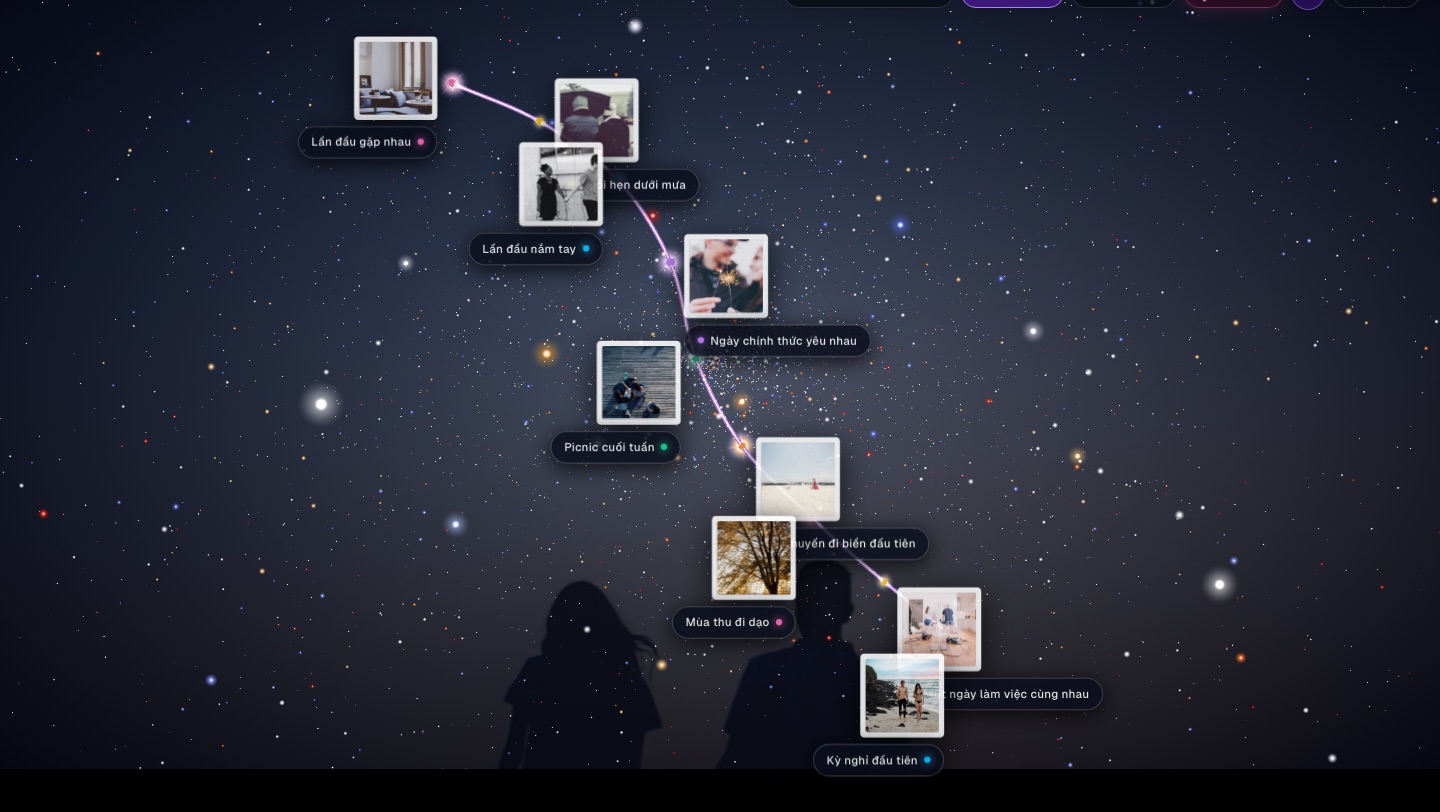 Lần đầu gặp nhau
hẹn dưới mưa
Lần đầu nắm tay
Ngày chính thức yêu nhau
Picnic cuối tuần
đi biển đầu tiên
Mùa thu đi dạo
ngày làm việc cùng nhau
Kỳ nghỉ đầu tiên